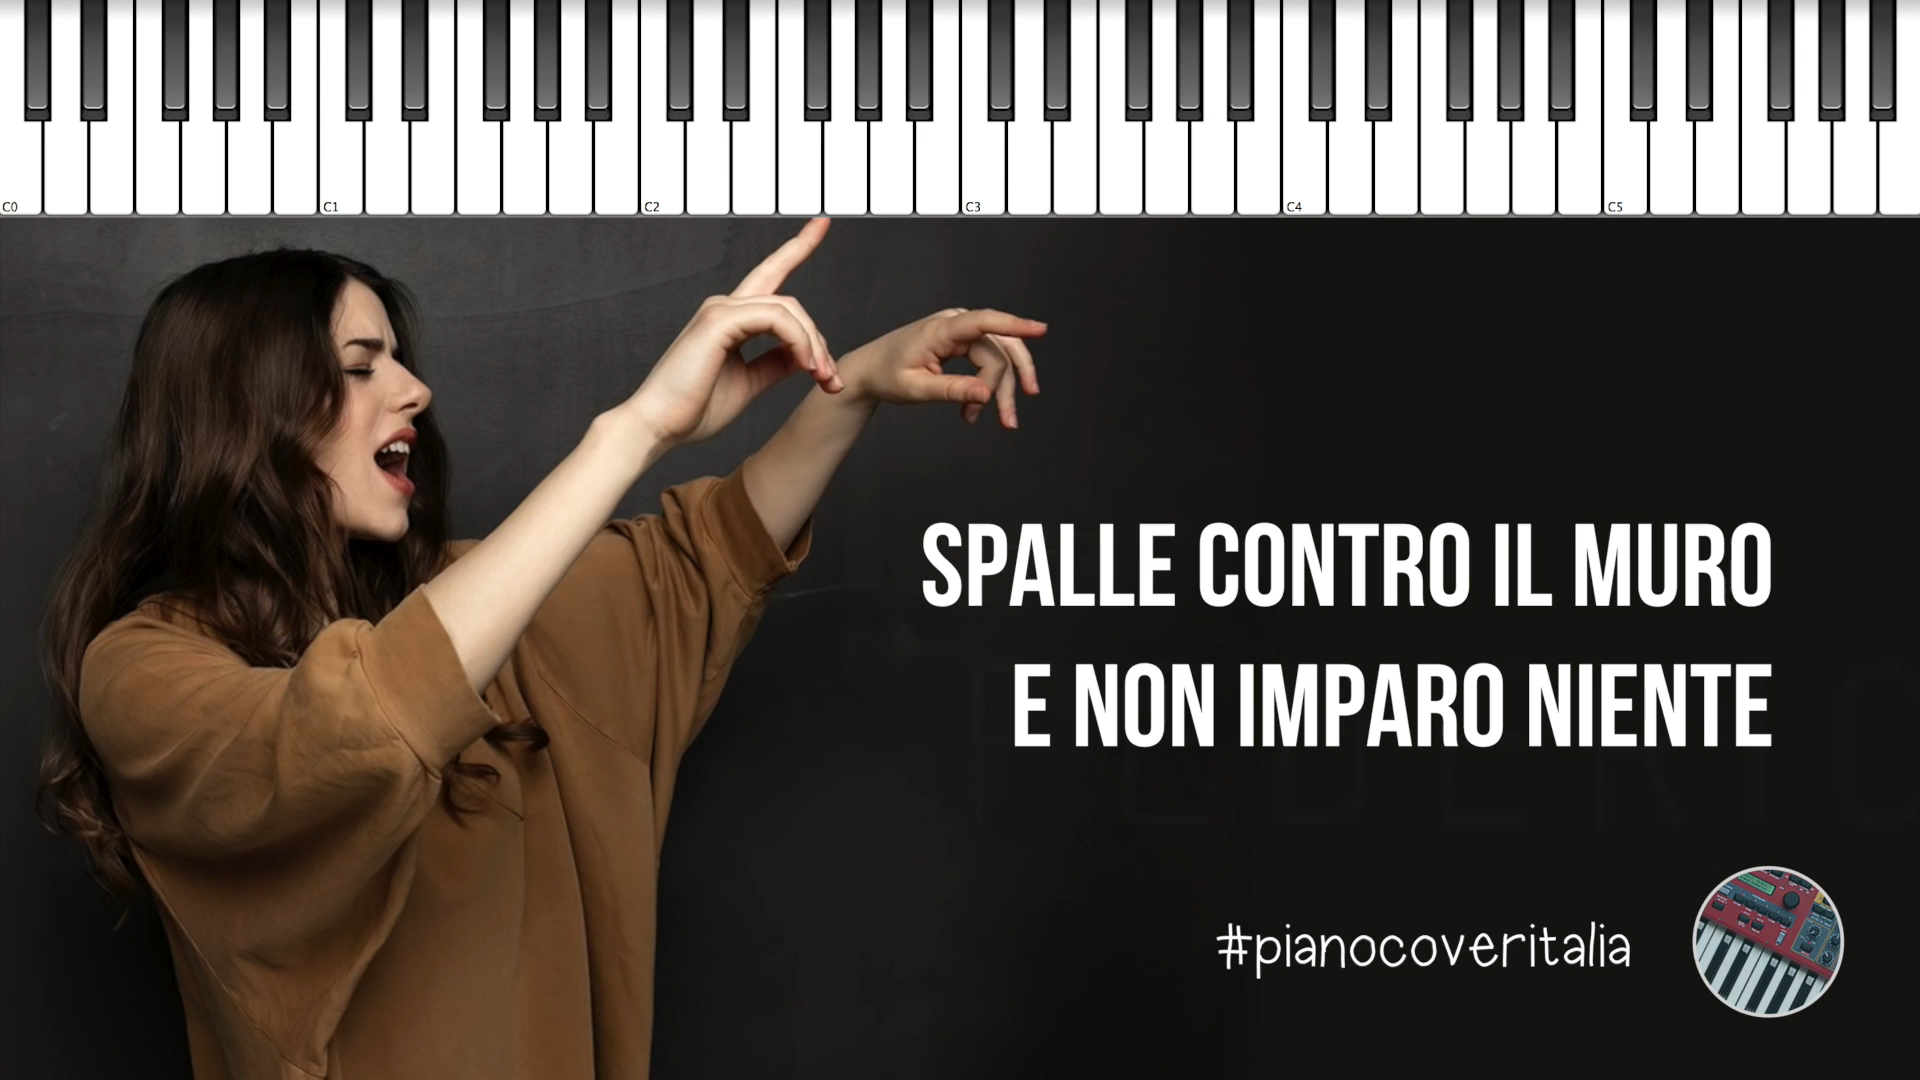 C0 C1 C2 C3 C4 C5
SPALLE CONTRO IL MURO
E NON IMPARO NIENTE
#pianocoveritalia